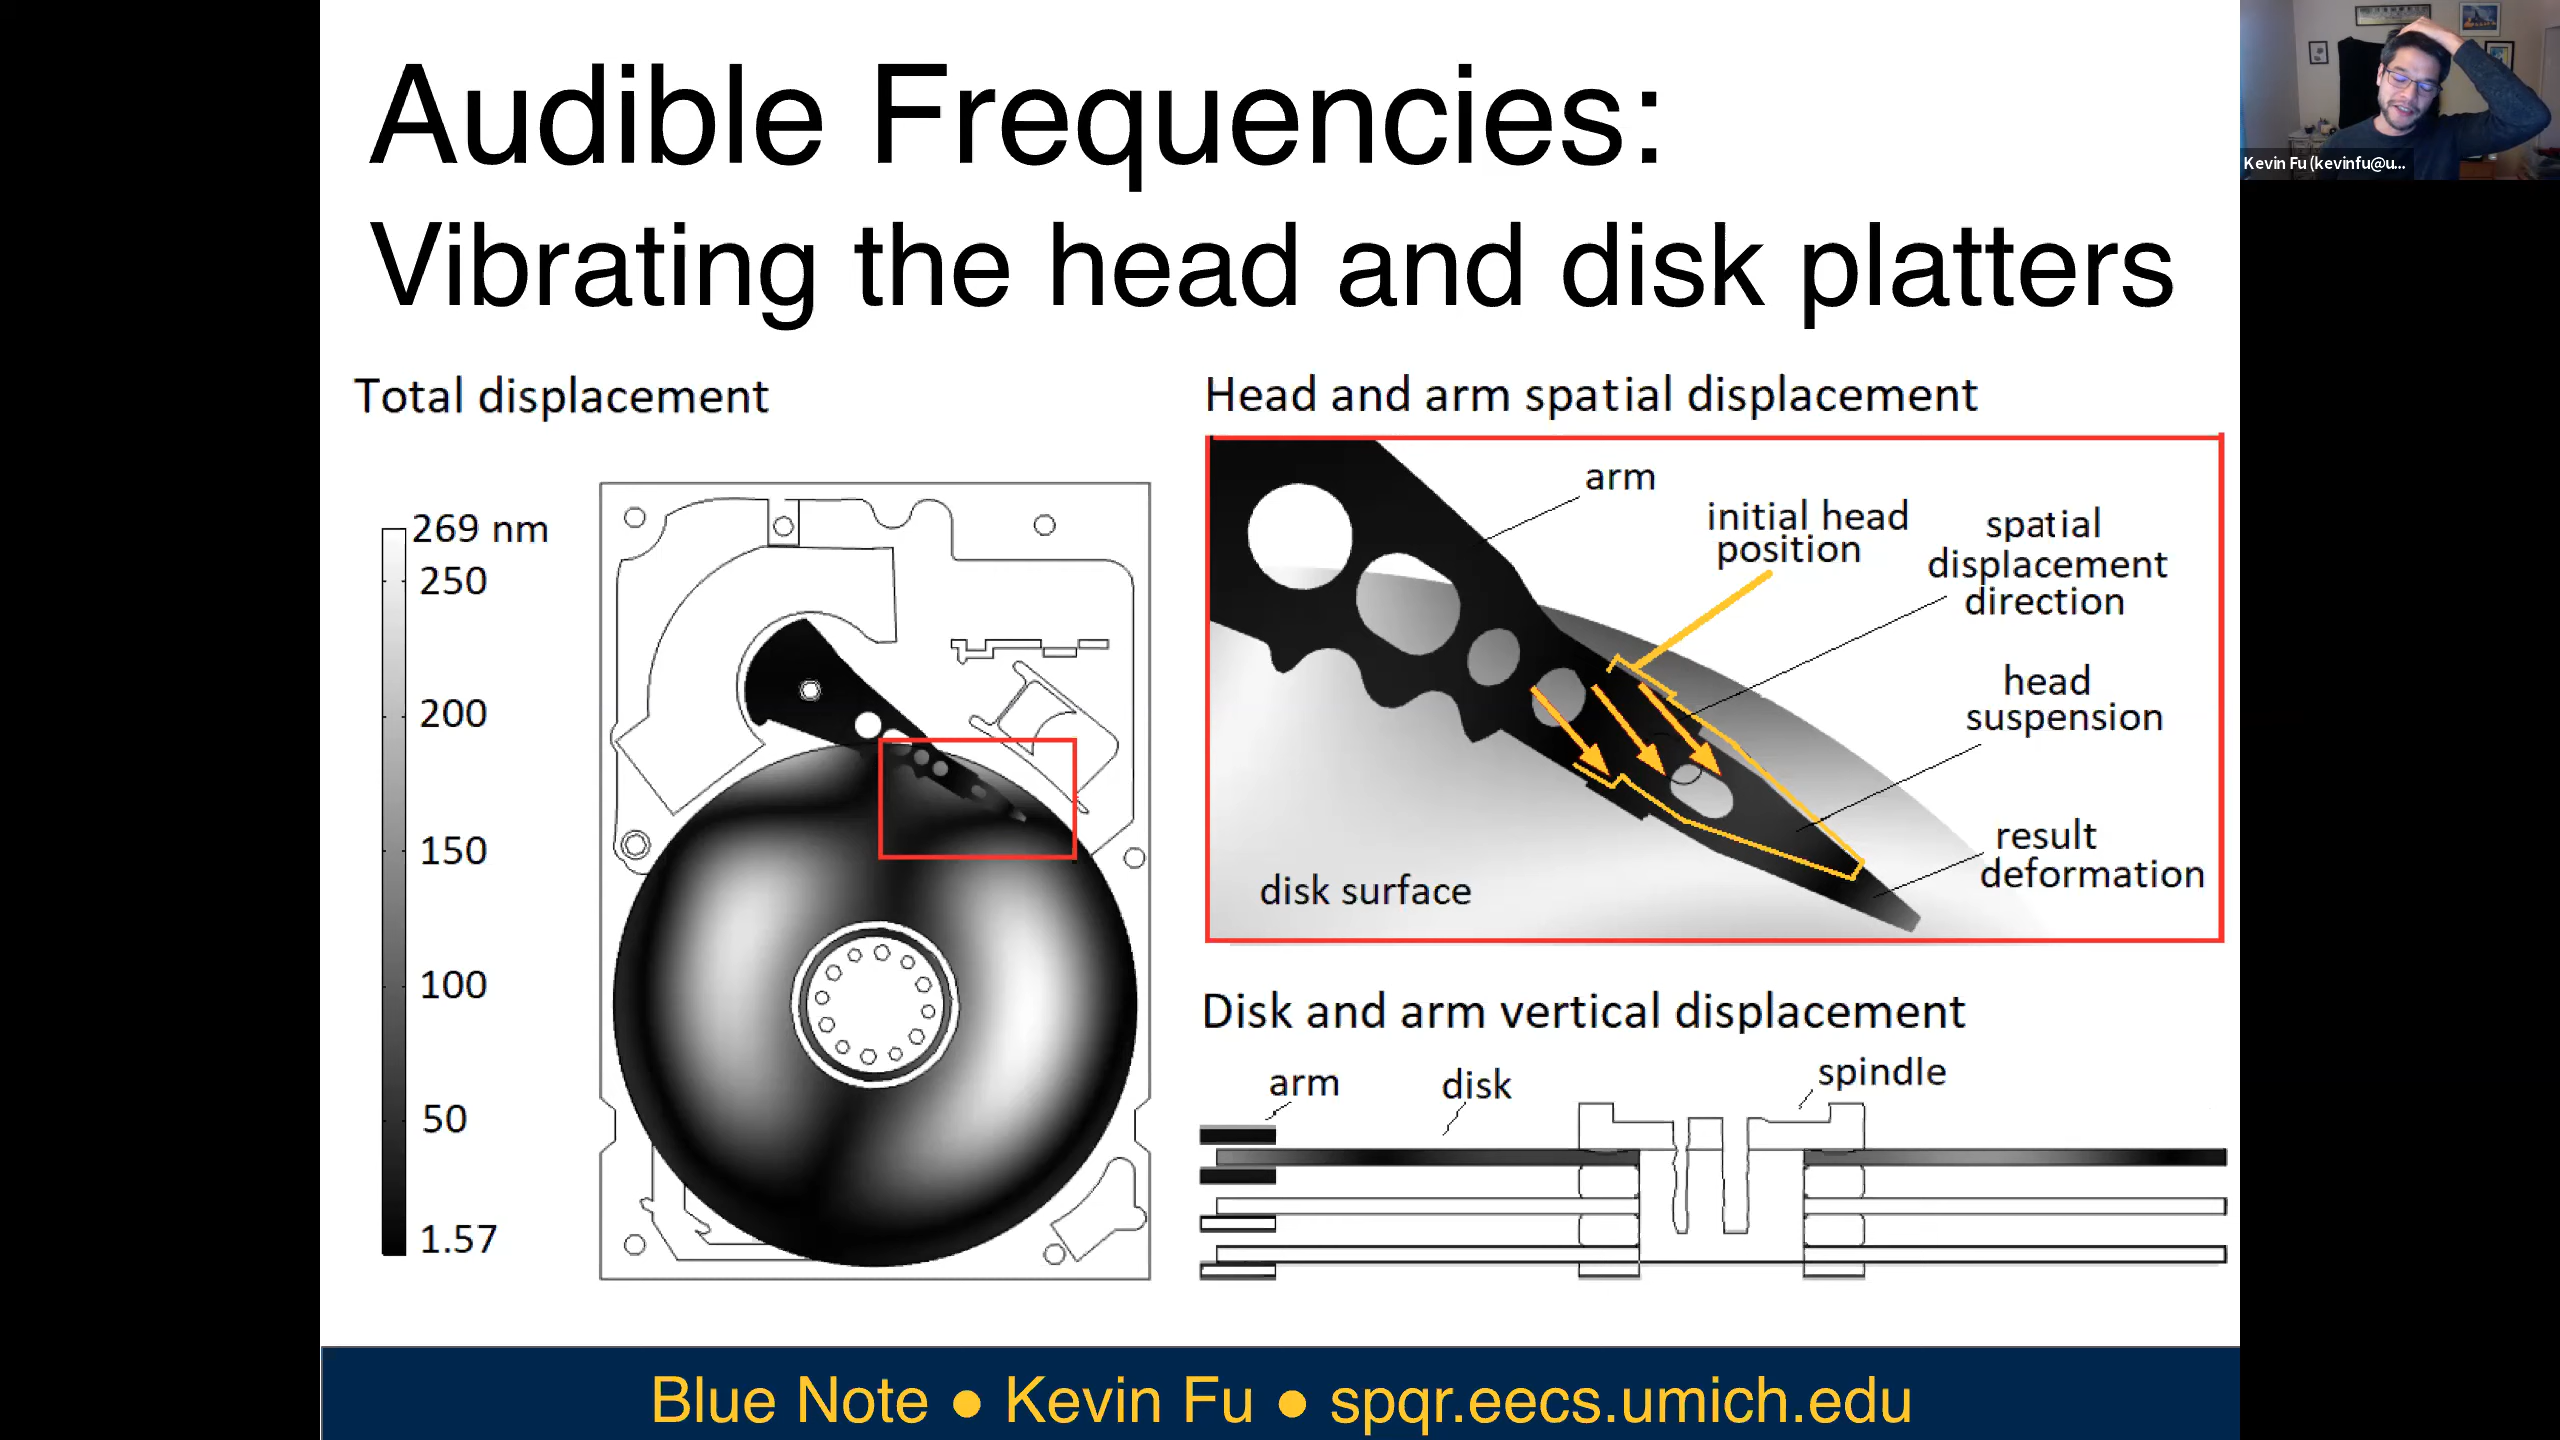 Audible Frequencies:
Vibrating the head and disk platters
Kevin Fu (kevinfu@u...
Total displacement
269 nm
250
200
150
100
50
1.57
Head and arm spatial displacement
arm
initial head
position
spatial
displacement
direction
head
suspension
result
deformation
disk surface
Disk and arm vertical displacement
arm
disk
spindle
Blue Note ● Kevin Fu ● spqr.eecs.umich.edu